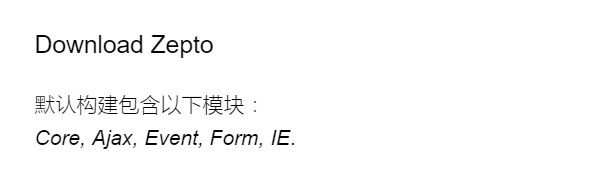 Download Zepto
默认构建包含以下模块：
Core, Ajax, Event, Form, IE.